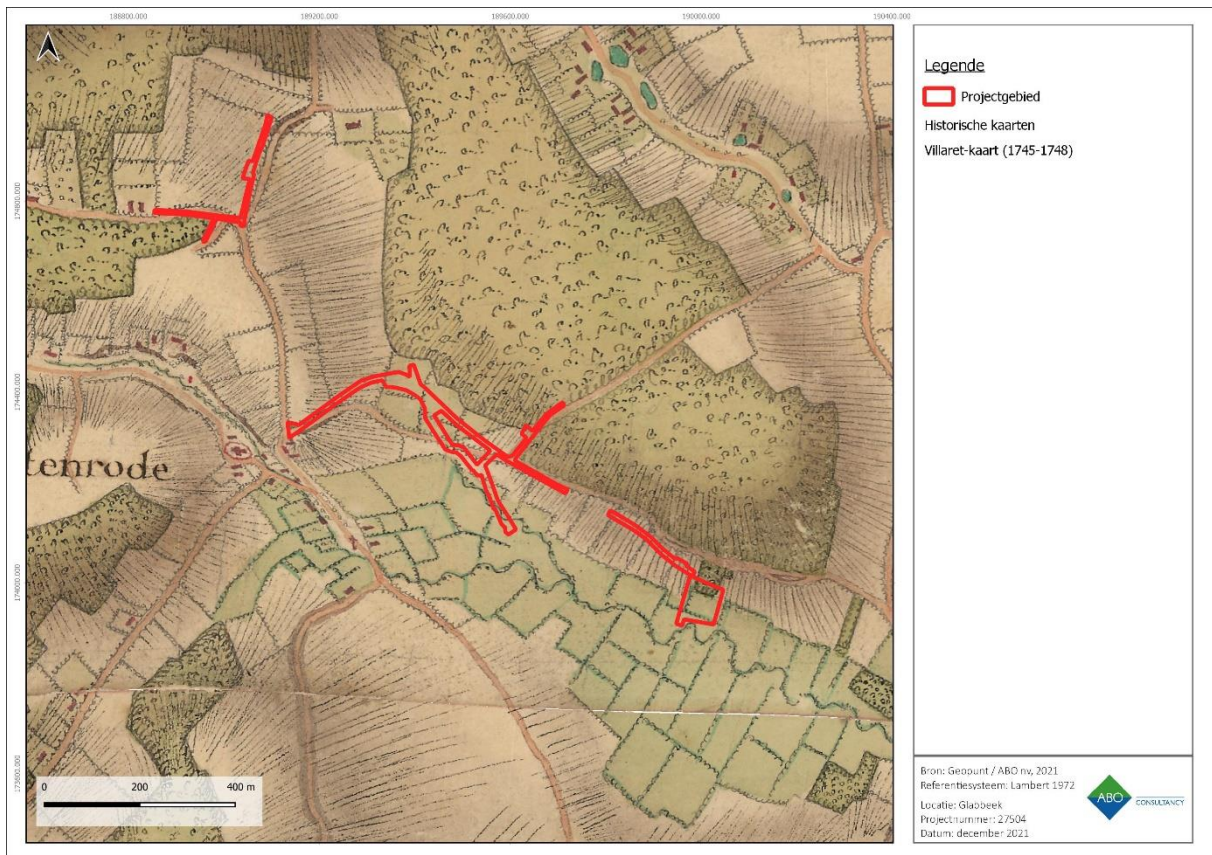 188800.000
189200.000
189600.000
190000.000
190400.000
174800.000
174400.000
174000.000
173600.000
tenrode
0
200
400 m
Legende
Projectgebied
Historische kaarten
Villaret-kaart (1745-1748)
Bron: Geopunt / ABO nv, 2021
Referentiesysteem: Lambert 1972
Locatie: Glabbeek
Projectnummer: 27504
Datum: december 2021
ABO
CONSULTANCY